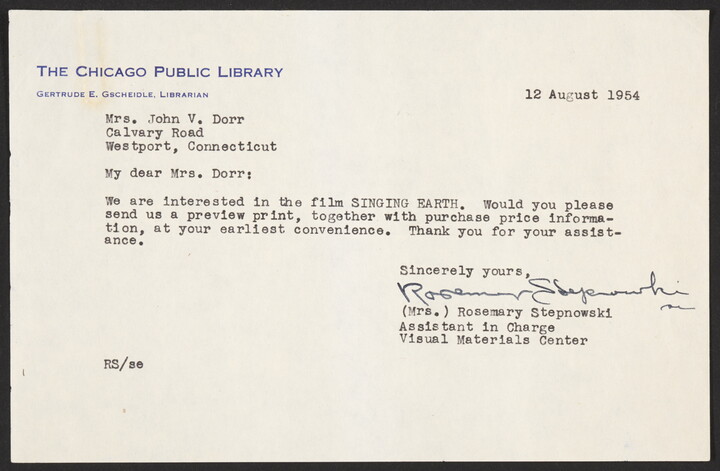 THE CHICAGO PUBLIC LIBRARY
GERTRUDE E. GSCHEIDLE, LIBRARIAN
12 August 1954
Mrs. John V. Dorr
Calvary Road
Westport, Connecticut
My dear Mrs. Dorr:
We are interested in the film SINGING EARTH. Would you please
send us a preview print, together with purchase price informa-
tion, at your earliest convenience. Thank you for your assist-
ance.
Sincerely yours,
Rosemary Stepnowski
(Mrs.) Rosemary Stepnowski
Assistant in Charge
Visual Materials Center
RS/se